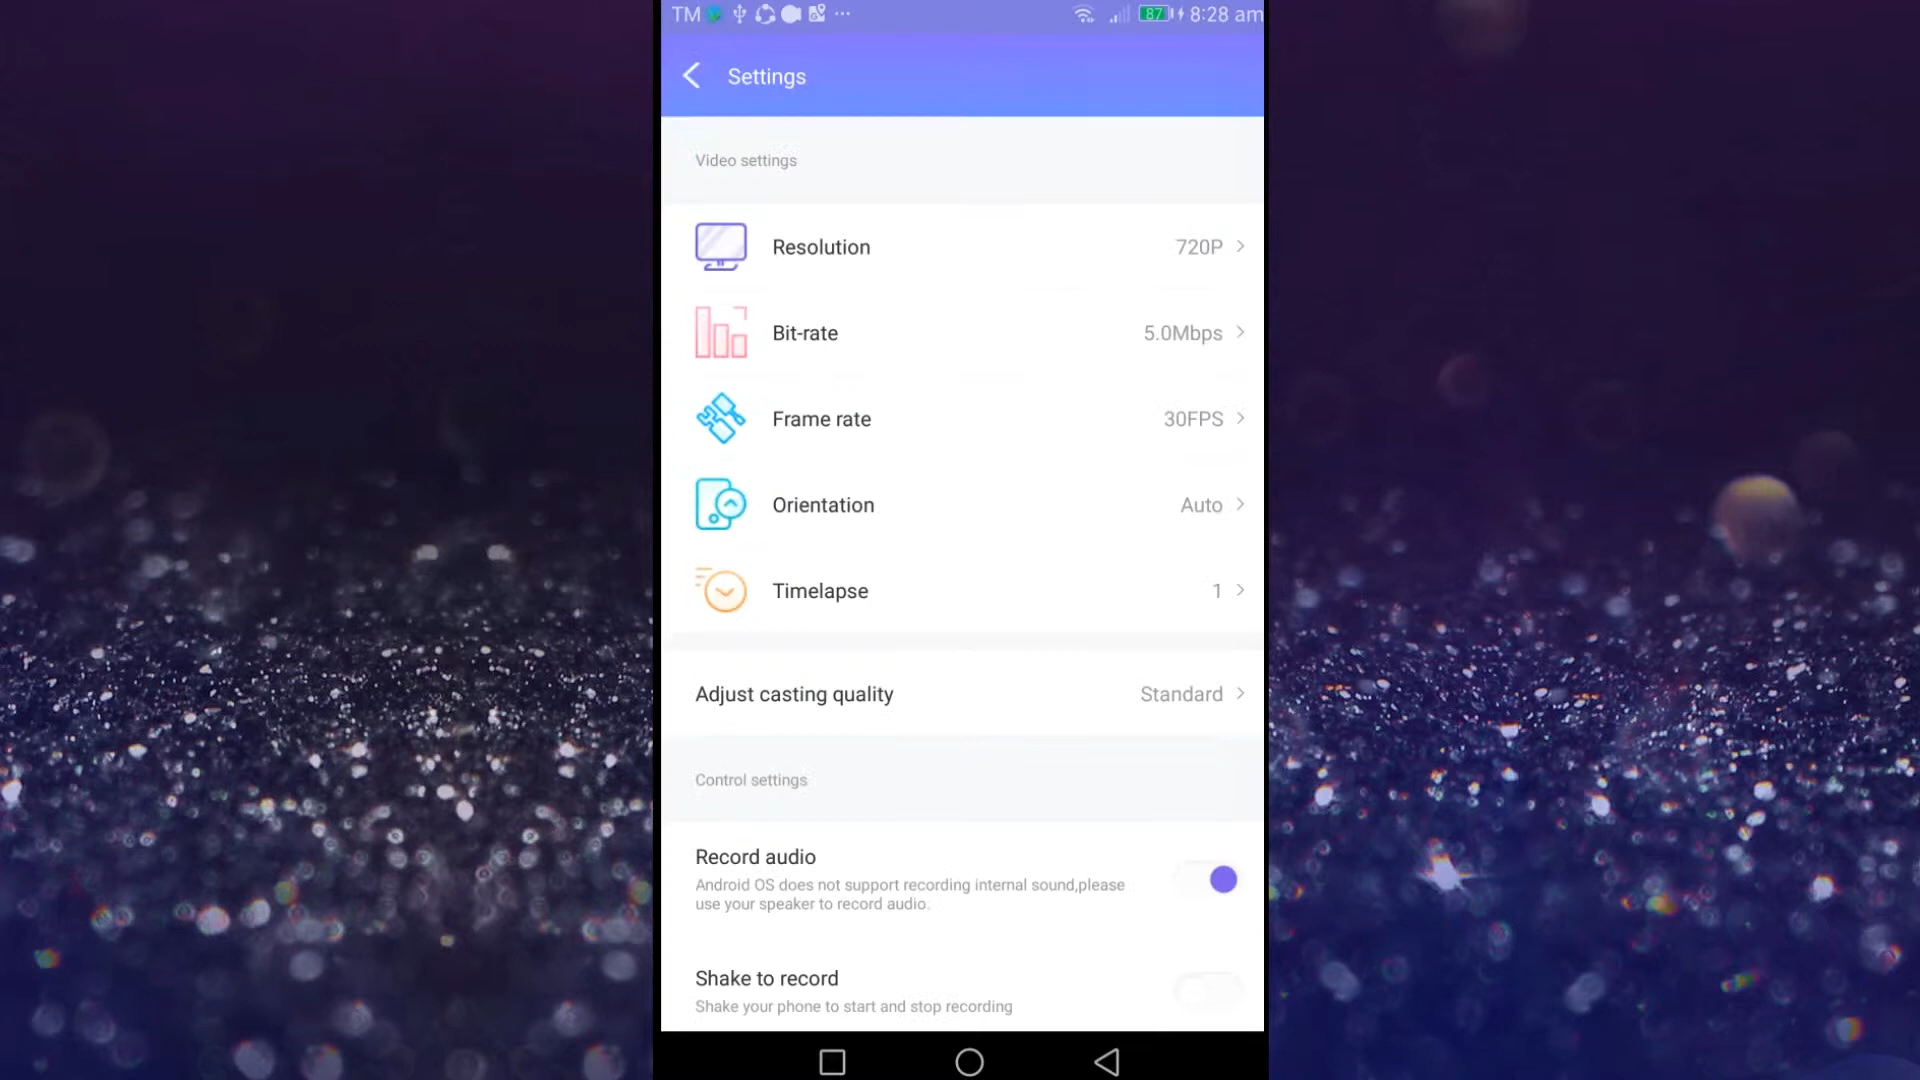 TM 87 8:28 am
Settings
Video settings
Resolution 720P
Bit-rate 5.0Mbps
Frame rate 30FPS
Orientation Auto
Timelapse 1
Adjust casting quality Standard
Control settings
Record audio
Android OS does not support recording internal sound,please
use your speaker to record audio.
Shake to record
Shake your phone to start and stop recording